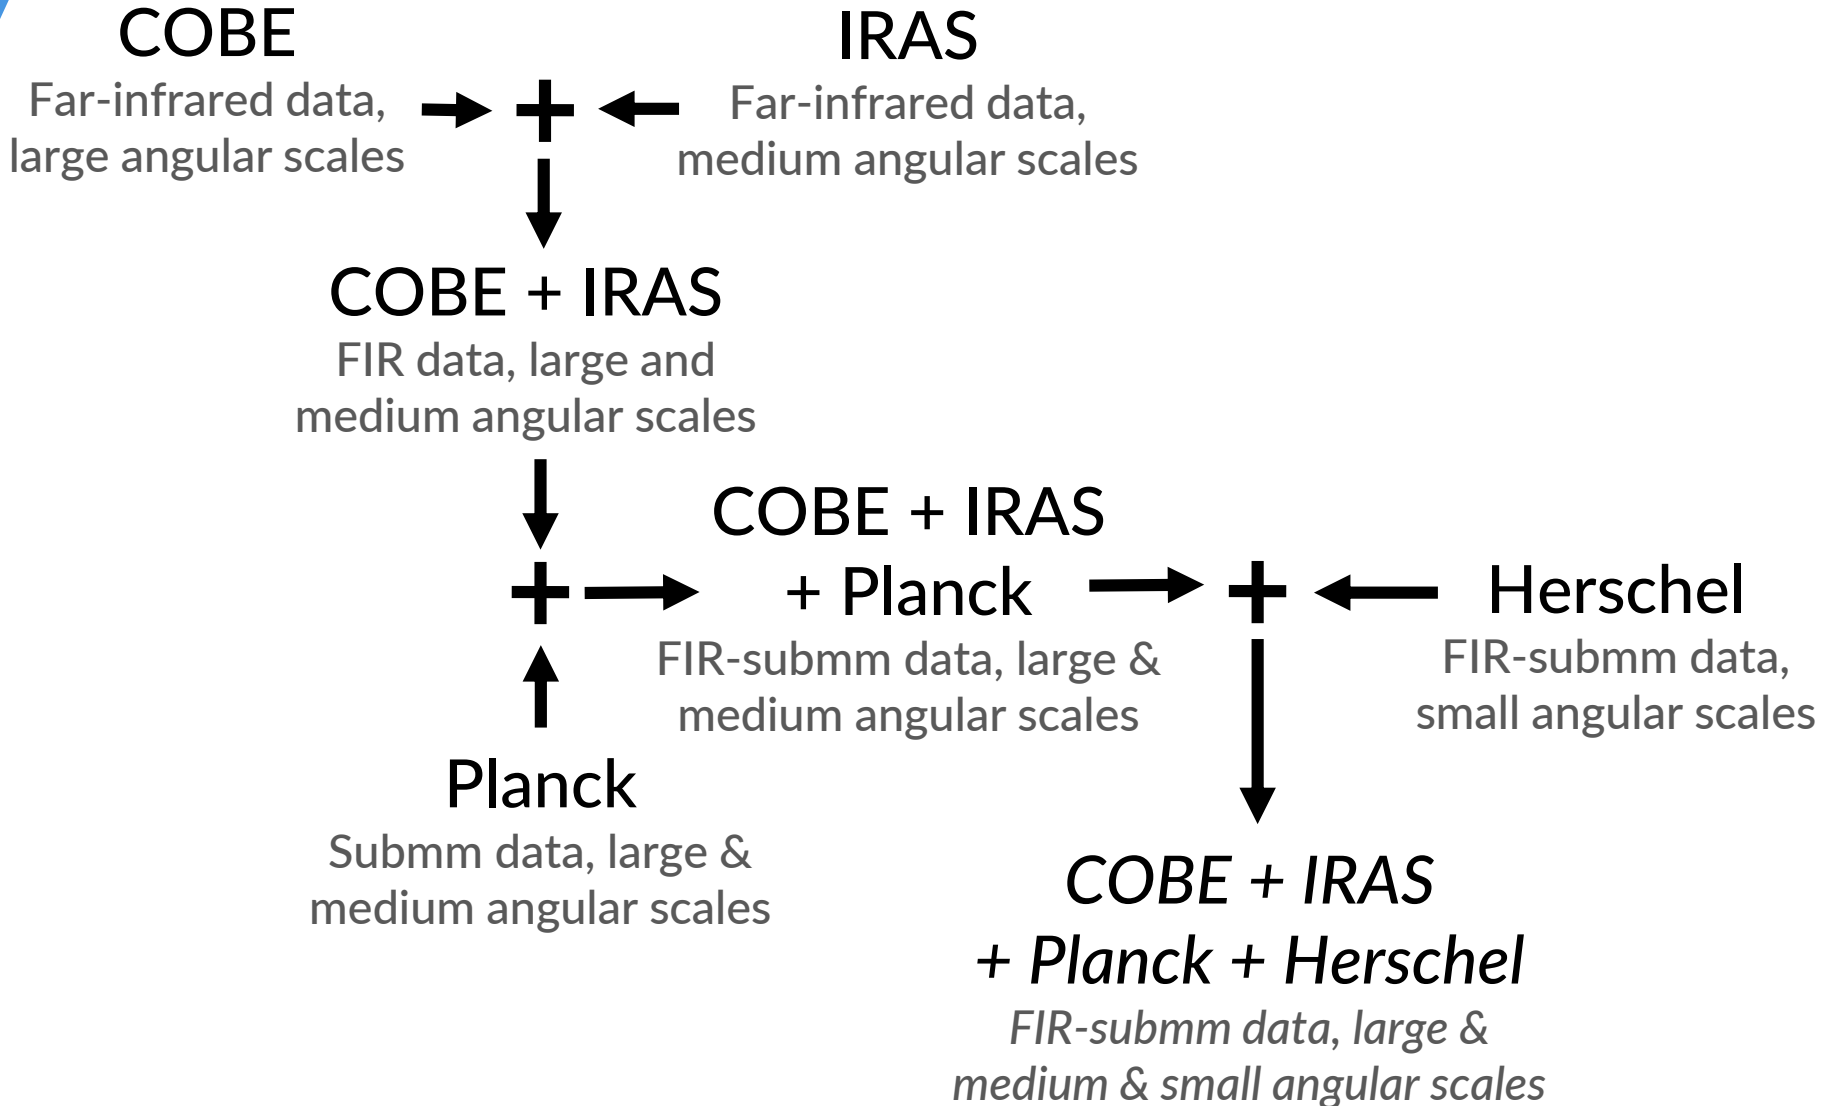 COBE
Far-infrared data,
large angular scales
+
IRAS
Far-infrared data,
medium angular scales
COBE + IRAS
FIR data, large and
medium angular scales
+
Planck
Submm data, large &
medium angular scales
COBE + IRAS
+ Planck
FIR-submm data, large &
medium angular scales
+
Herschel
FIR-submm data,
small angular scales
COBE + IRAS
+ Planck + Herschel
FIR-submm data, large &
medium & small angular scales